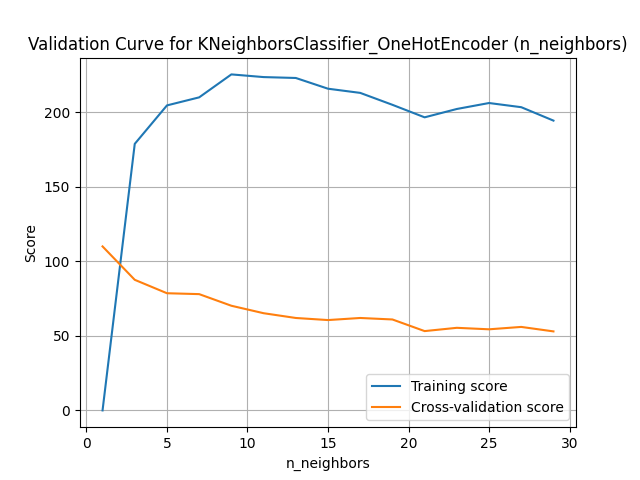 Validation Curve for KNeighborsClassifier_OneHotEncoder (n_neighbors)
Score
200
150
100
50
0
0 5 10 15 20 25 30
n_neighbors
Training score
Cross-validation score